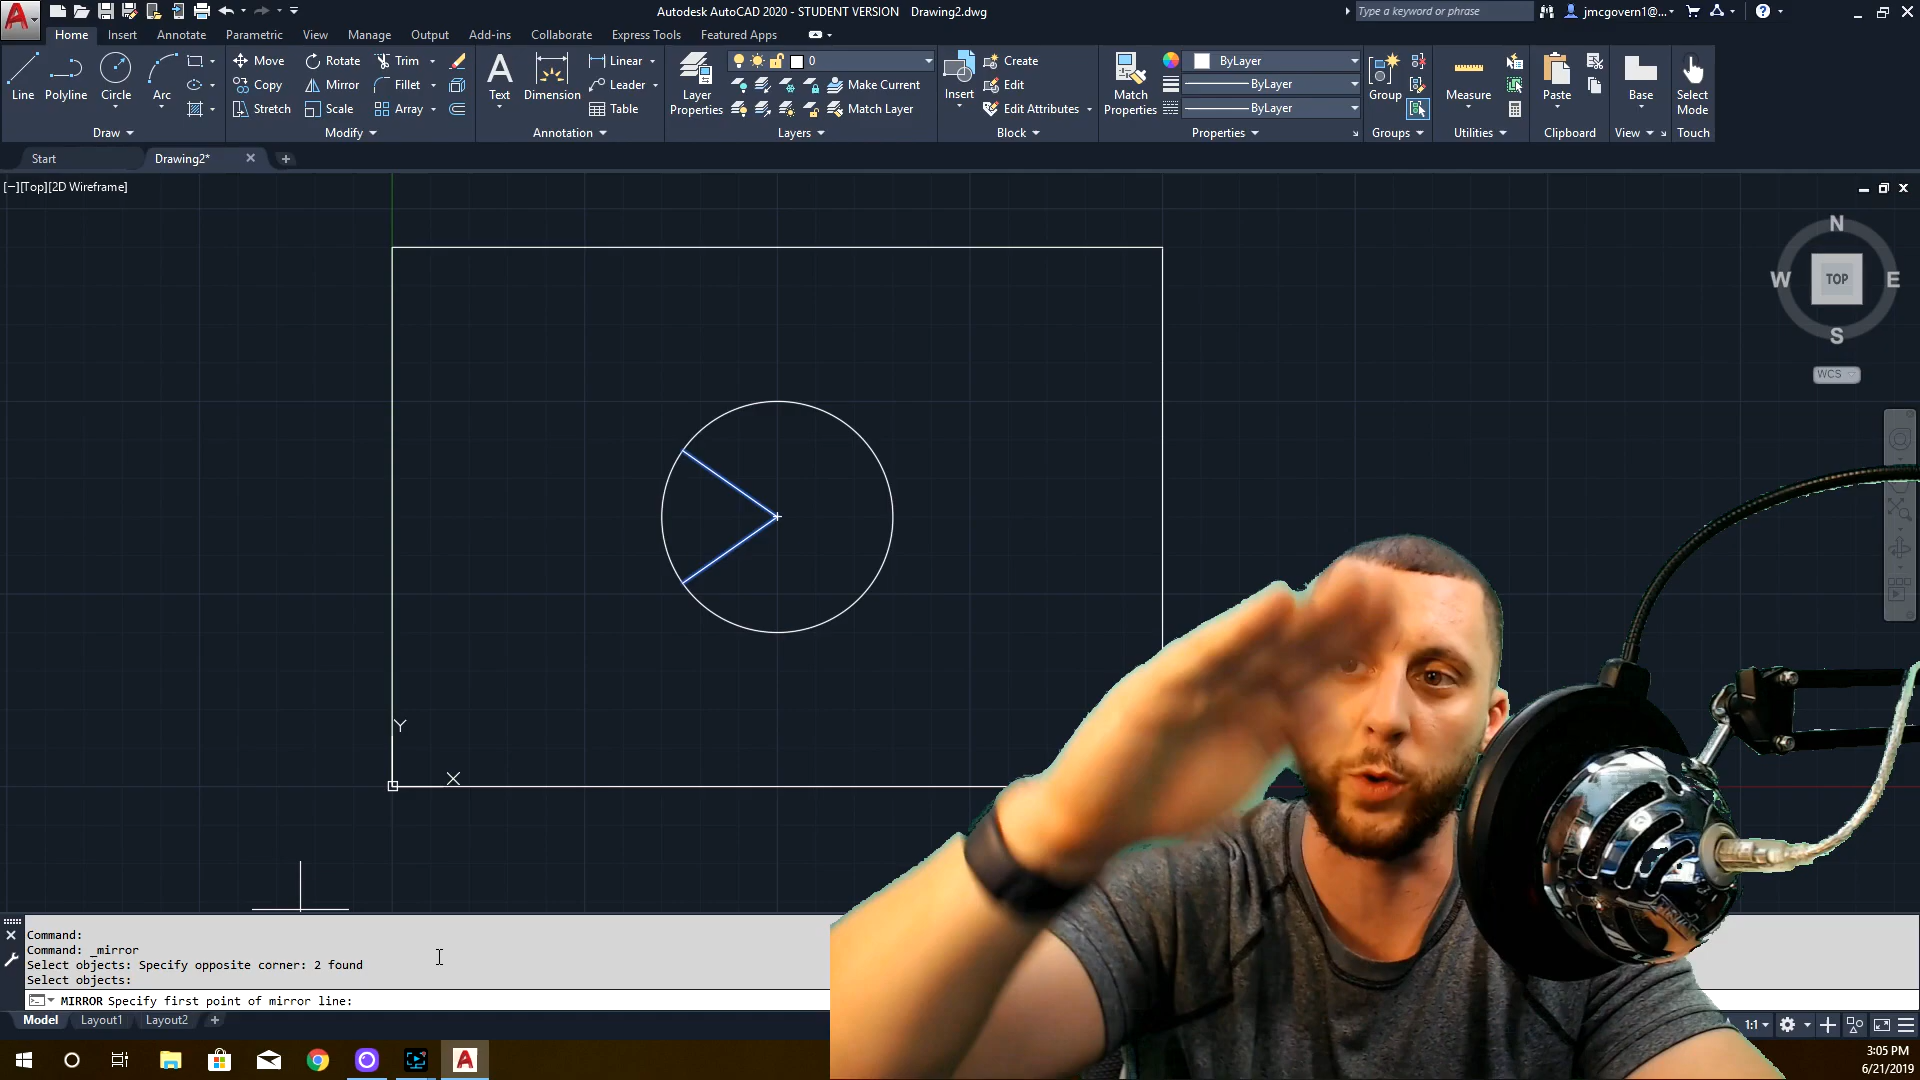 Autodesk AutoCAD 2020 - STUDENT VERSION Drawing2.dwg
Type a keyword or phrase
jmcgovern1@...
Home Insert Annotate Parametric View Manage Output Add-ins Collaborate Express Tools Featured Apps
Line Polyline Circle Arc
Move Rotate Trim
Copy Mirror Fillet
Stretch Scale Array
Text Dimension
Linear
Leader
Table
Layer Properties
0
Make Current
Match Layer
Insert
Create
Edit
Edit Attributes
Match Properties
ByLayer
ByLayer
ByLayer
Group
Measure
Paste
Base
Select Mode
Draw Modify Annotation Layers Block Properties Groups Utilities Clipboard View Touch
Start Drawing2*
[−][Top][2D Wireframe]
N
W TOP E
S
WCS
Y
X
Command:
Command: _mirror
Select objects: Specify opposite corner: 2 found
Select objects:
MIRROR Specify first point of mirror line:
Model Layout1 Layout2 +
1:1
3:05 PM
6/21/2019